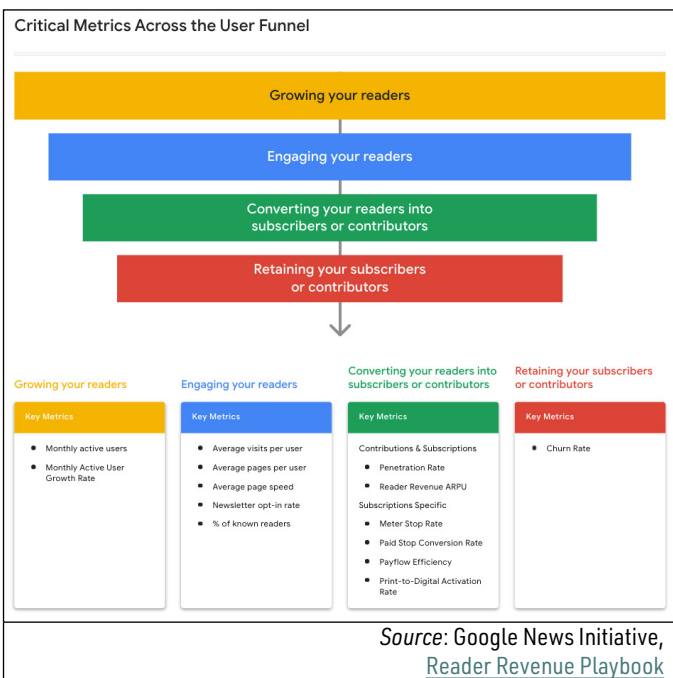 Critical Metrics Across the User Funnel
Growing your readers
Engaging your readers
Converting your readers into
subscribers or contributors
Retaining your subscribers
or contributors
Growing your readers
Key Metrics
Monthly active users
Monthly Active User
Growth Rate
Engaging your readers
Key Metrics
Average visits per user
Average pages per user
Average page speed
Newsletter opt-in rate
% of known readers
Converting your readers into
subscribers or contributors
Key Metrics
Contributions & Subscriptions
Penetration Rate
Reader Revenue ARPU
Subscriptions Specific
Meter Stop Rate
Paid Stop Conversion Rate
Payflow Efficiency
Print-to-Digital Activation
Rate
Retaining your subscribers
or contributors
Key Metrics
Churn Rate
Source: Google News Initiative,
Reader Revenue Playbook